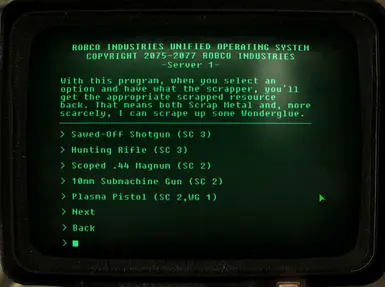 ROBCO INDUSTRIES UNIFIED OPERATING SYSTEM
COPYRIGHT 2075-2077 ROBCO INDUSTRIES
-Server 1-
With this program, when you select an
option and have what the scrapper, you'll
get the appropriate scrapped resource
back. That means both Scrap Metal and, more
scarcely, I can scrape up some Wonderglue.
> Sawed-Off Shotgun (SC 3)
> Hunting Rifle (SC 3)
> Scoped .44 Magnum (SC 2)
> 10mm Submachine Gun (SC 2)
> Plasma Pistol (SC 2,WG 1)
> Next
> Back
>